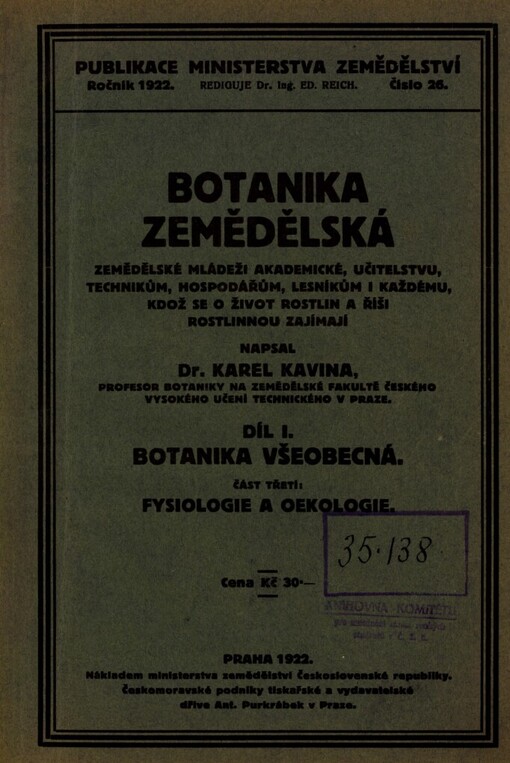 PUBLIKACE MINISTERSTVA ZEMĚDĚLSTVÍ
Ročník 1922. REDIGUJE Dr. Ing. ED. REICH. Číslo 26.
BOTANIKA
ZEMĚDĚLSKÁ
ZEMĚDĚLSKÉ MLÁDEŽI AKADEMICKÉ, UČITELSTVU,
TECHNIKŮM, HOSPODÁŘŮM, LESNÍKŮM I KAŽDÉMU,
KDOŽ SE O ŽIVOT ROSTLIN A ŘÍŠI
ROSTLINNOU ZAJÍMAJÍ
NAPSAL
Dr. KAREL KAVINA,
PROFESOR BOTANIKY NA ZEMĚDĚLSKÉ FAKULTĚ ČESKÉHO
VYSOKÉHO UČENÍ TECHNICKÉHO V PRAZE.
DÍL I.
BOTANIKA VŠEOBECNÁ.
ČÁST TŘETÍ:
FYSIOLOGIE A OEKOLOGIE.
35·138
KNIHOVNA KOMITÉTU
Cena Kč 30·—
PRAHA 1922.
Nákladem ministerstva zemědělství Československé republiky.
Českomoravské podniky tiskařské a vydavatelské
dříve Ant. Purkrábek v Praze.